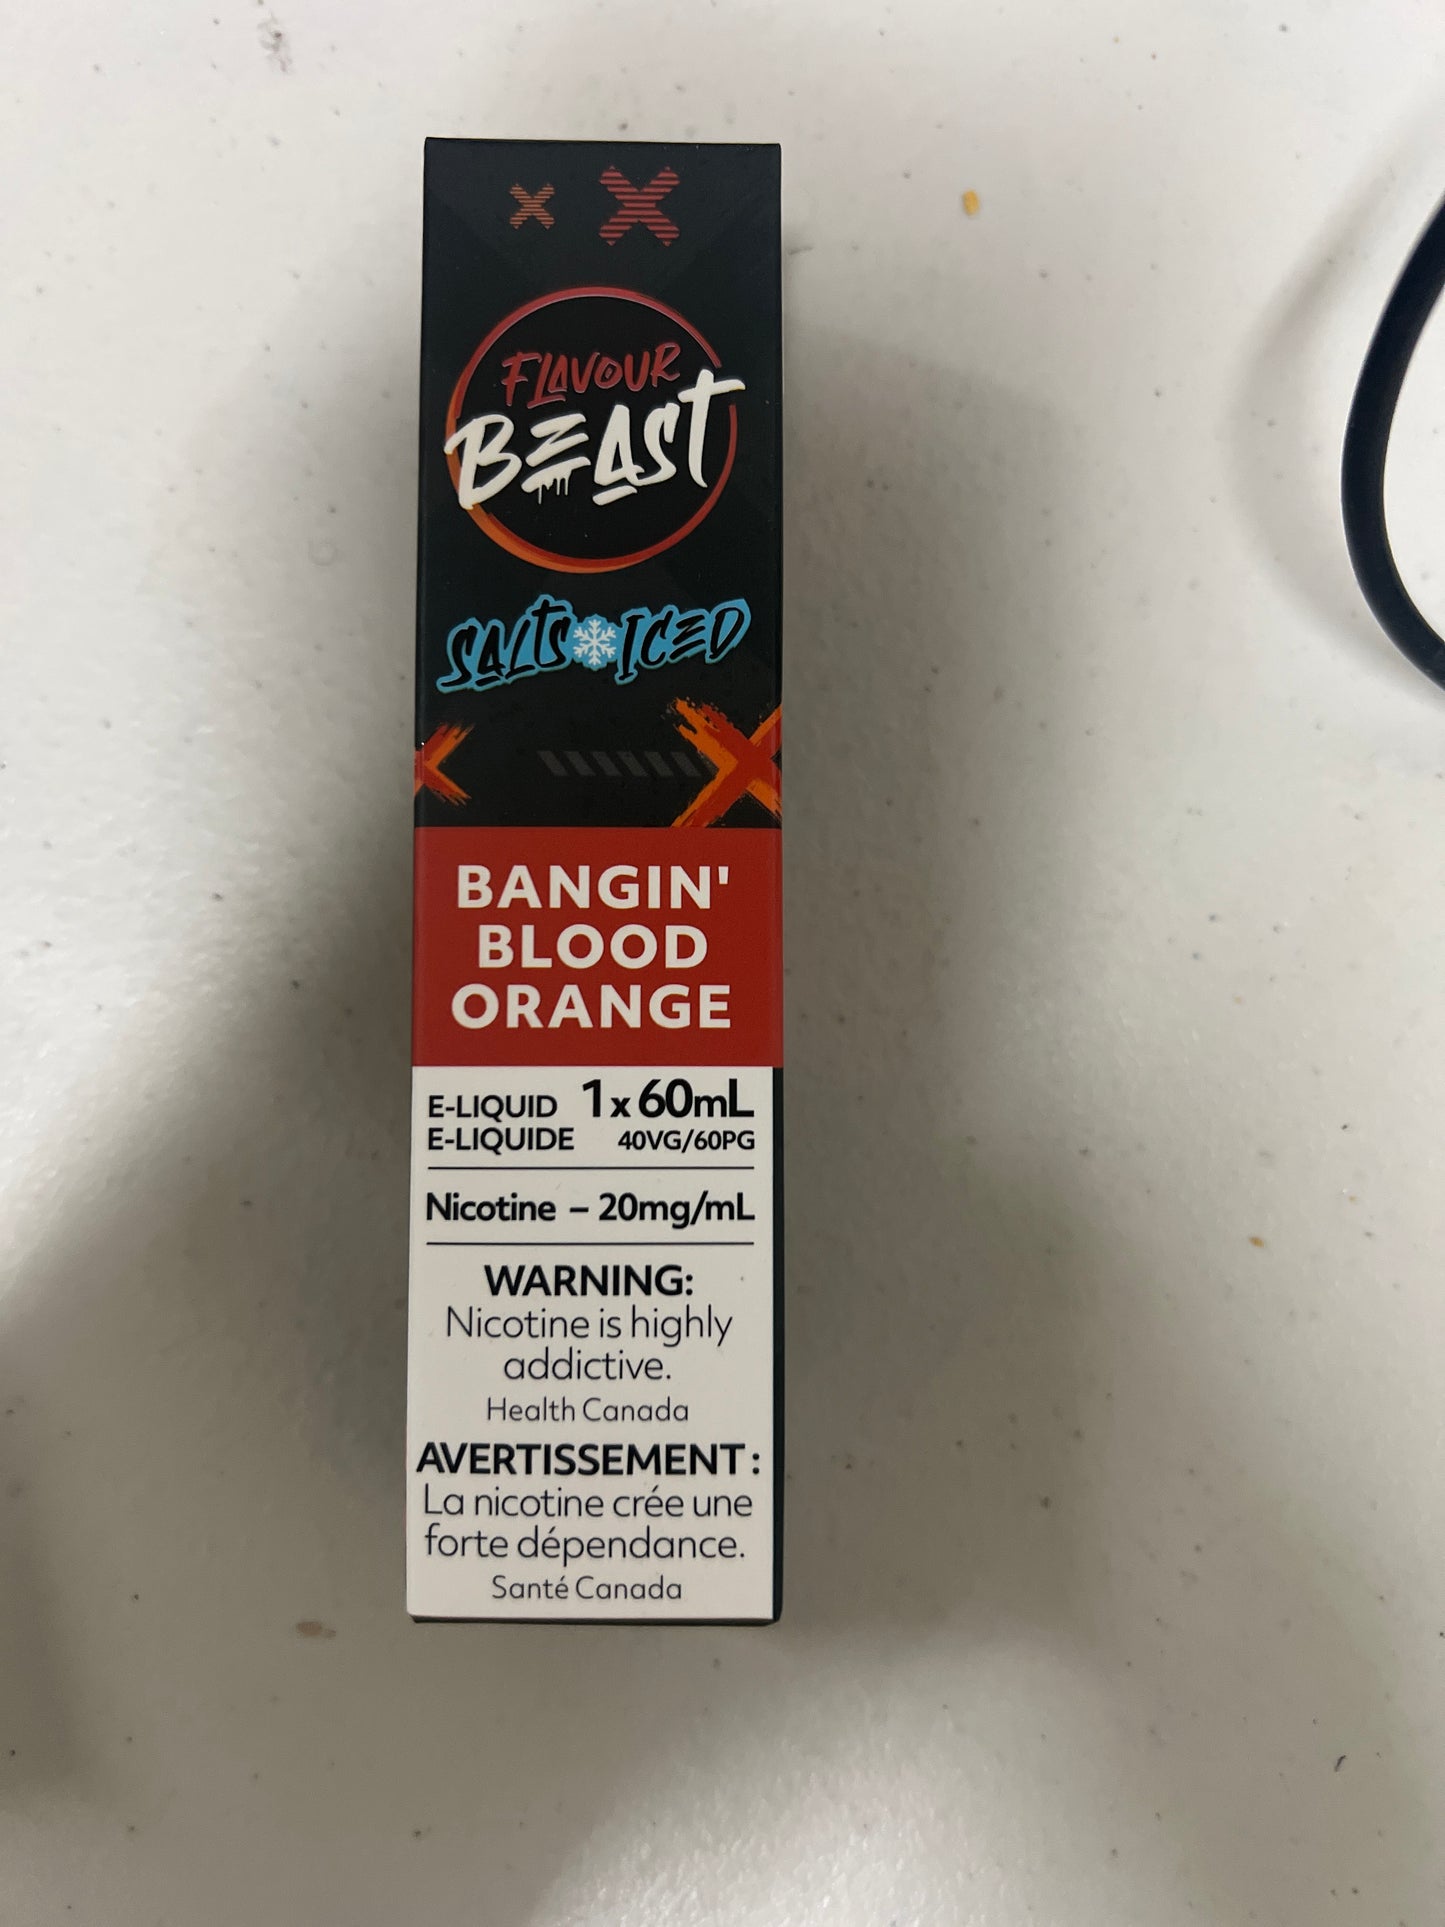 FLAVOUR
BEAST
SALTS ICED
BANGIN'
BLOOD
ORANGE
E-LIQUID 1x60mL
E-LIQUIDE 40VG/60PG
Nicotine – 20mg/mL
WARNING:
Nicotine is highly
addictive.
Health Canada
AVERTISSEMENT :
La nicotine crée une
forte dépendance.
Santé Canada